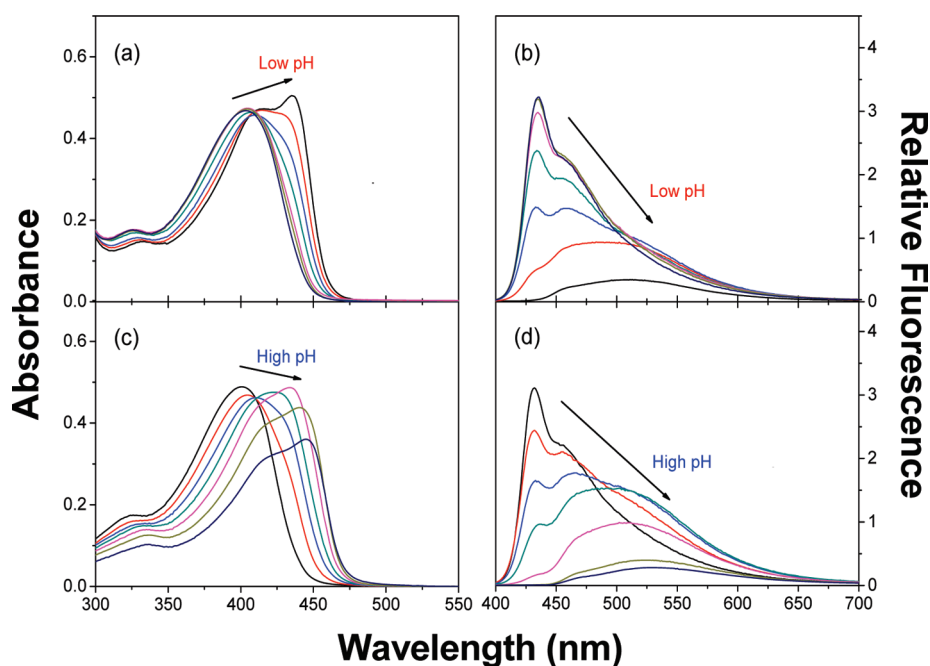 (a)
Low pH
0.6
0.4
0.2
0.0
(b)
Low pH
4
3
2
1
0
(c)
High pH
0.6
0.4
0.2
0.0
300 350 400 450 500 550
(d)
High pH
4
3
2
1
0
400 450 500 550 600 650 700
Absorbance
Relative Fluorescence
Wavelength (nm)